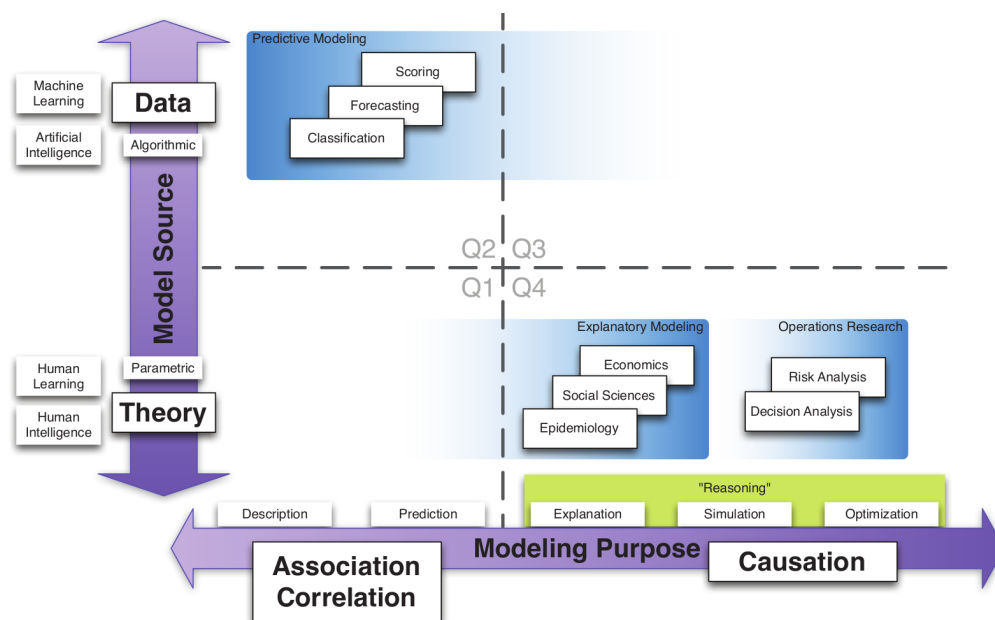 Predictive Modeling
Scoring
Forecasting
Classification
Machine
Learning
Data
Artificial
Intelligence
Algorithmic
Model Source
Q2
Q3
Q1
Q4
Human
Learning
Parametric
Human
Intelligence
Theory
Explanatory Modeling
Economics
Social Sciences
Epidemiology
Operations Research
Risk Analysis
Decision Analysis
"Reasoning"
Description
Prediction
Explanation
Simulation
Optimization
Modeling Purpose
Association
Correlation
Causation